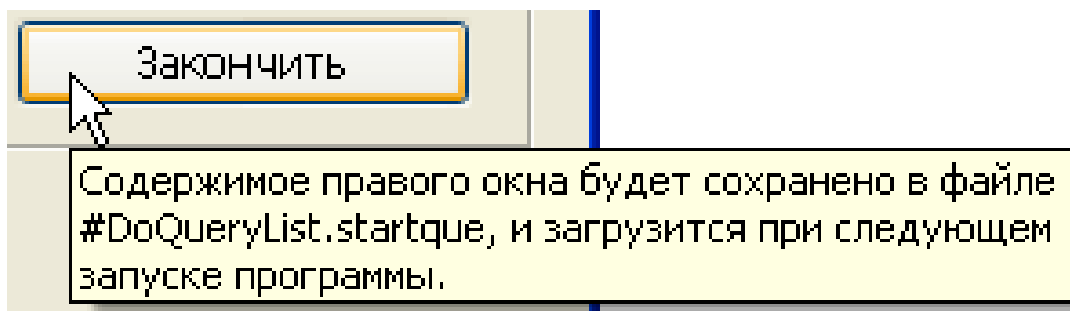 Закончить
Содержимое правого окна будет сохранено в файле
#DoQueryList.startque, и загрузится при следующем
запуске программы.